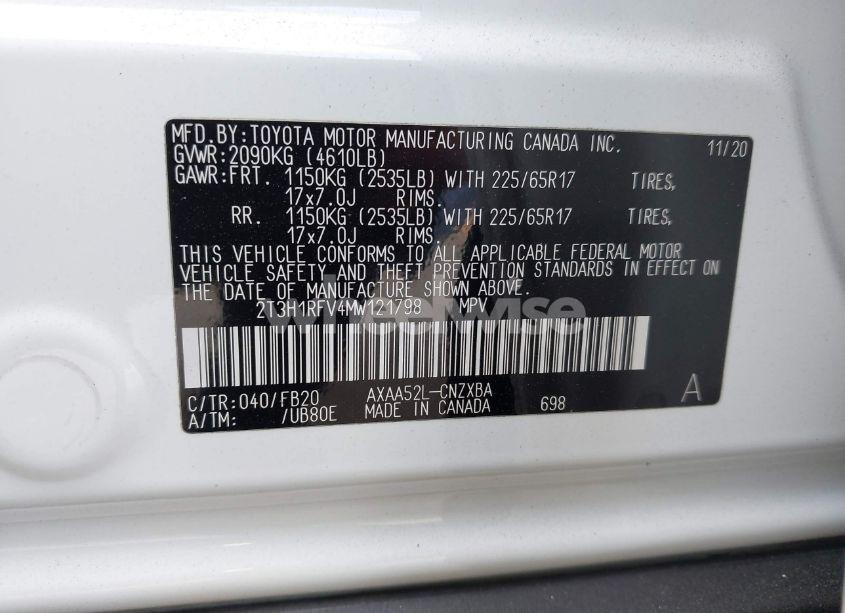 MFD.BY:TOYOTA MOTOR MANUFACTURING CANADA INC. 11/20
GVWR:2090KG (4610LB)
GAWR:FRT. 1150KG (2535LB) WITH 225/65R17 TIRES,
17x7.0J RIMS.
RR. 1150KG (2535LB) WITH 225/65R17 TIRES,
17x7.0J RIMS.
THIS VEHICLE CONFORMS TO ALL APPLICABLE FEDERAL MOTOR
VEHICLE SAFETY AND THEFT PREVENTION STANDARDS IN EFFECT ON
THE DATE OF MANUFACTURE SHOWN ABOVE.
2T3H1RFV4MW121798 MPV
wheelwise
C/TR:040/FB20 AXAA52L-CNZXBA A
A/TM: /UB80E MADE IN CANADA 698